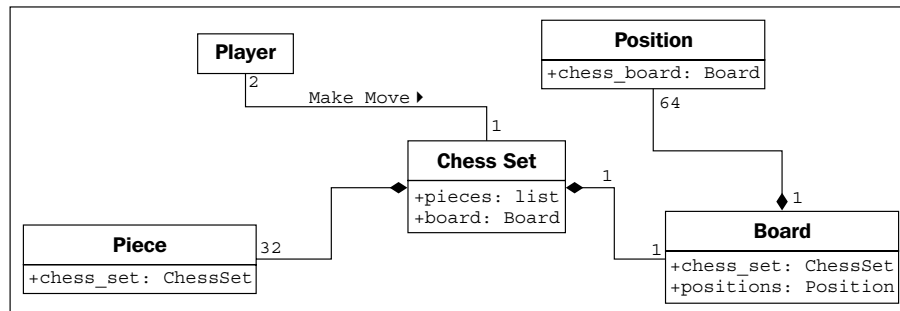 Player
2
Make Move
1
Position
+chess_board: Board
64
Chess Set
+pieces: list
+board: Board
1
1
1
Piece
+chess_set: ChessSet
32
Board
+chess_set: ChessSet
+positions: Position